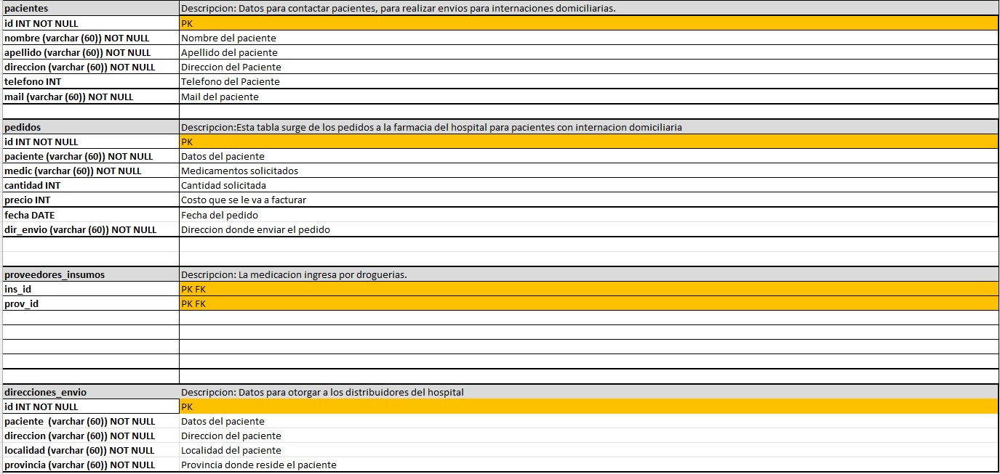 pacientes Descripcion: Datos para contactar pacientes, para realizar envios para internaciones domiciliarias.
id INT NOT NULL PK
nombre (varchar (60)) NOT NULL Nombre del paciente
apellido (varchar (60)) NOT NULL Apellido del paciente
direccion (varchar (60)) NOT NULL Direccion del Paciente
telefono INT Telefono del Paciente
mail (varchar (60)) NOT NULL Mail del paciente
pedidos Descripcion:Esta tabla surge de los pedidos a la farmacia del hospital para pacientes con internacion domiciliaria
id INT NOT NULL PK
paciente (varchar (60)) NOT NULL Datos del paciente
medic (varchar (60)) NOT NULL Medicamentos solicitados
cantidad INT Cantidad solicitada
precio INT Costo que se le va a facturar
fecha DATE Fecha del pedido
dir_envio (varchar (60)) NOT NULL Direccion donde enviar el pedido
proveedores_insumos Descripcion: La medicacion ingresa por droguerias.
ins_id PK FK
prov_id PK FK
direcciones_envio Descripcion: Datos para otorgar a los distribuidores del hospital
id INT NOT NULL PK
paciente (varchar (60)) NOT NULL Datos del paciente
direccion (varchar (60)) NOT NULL Direccion del paciente
localidad (varchar (60)) NOT NULL Localidad del paciente
provincia (varchar (60)) NOT NULL Provincia donde reside el paciente